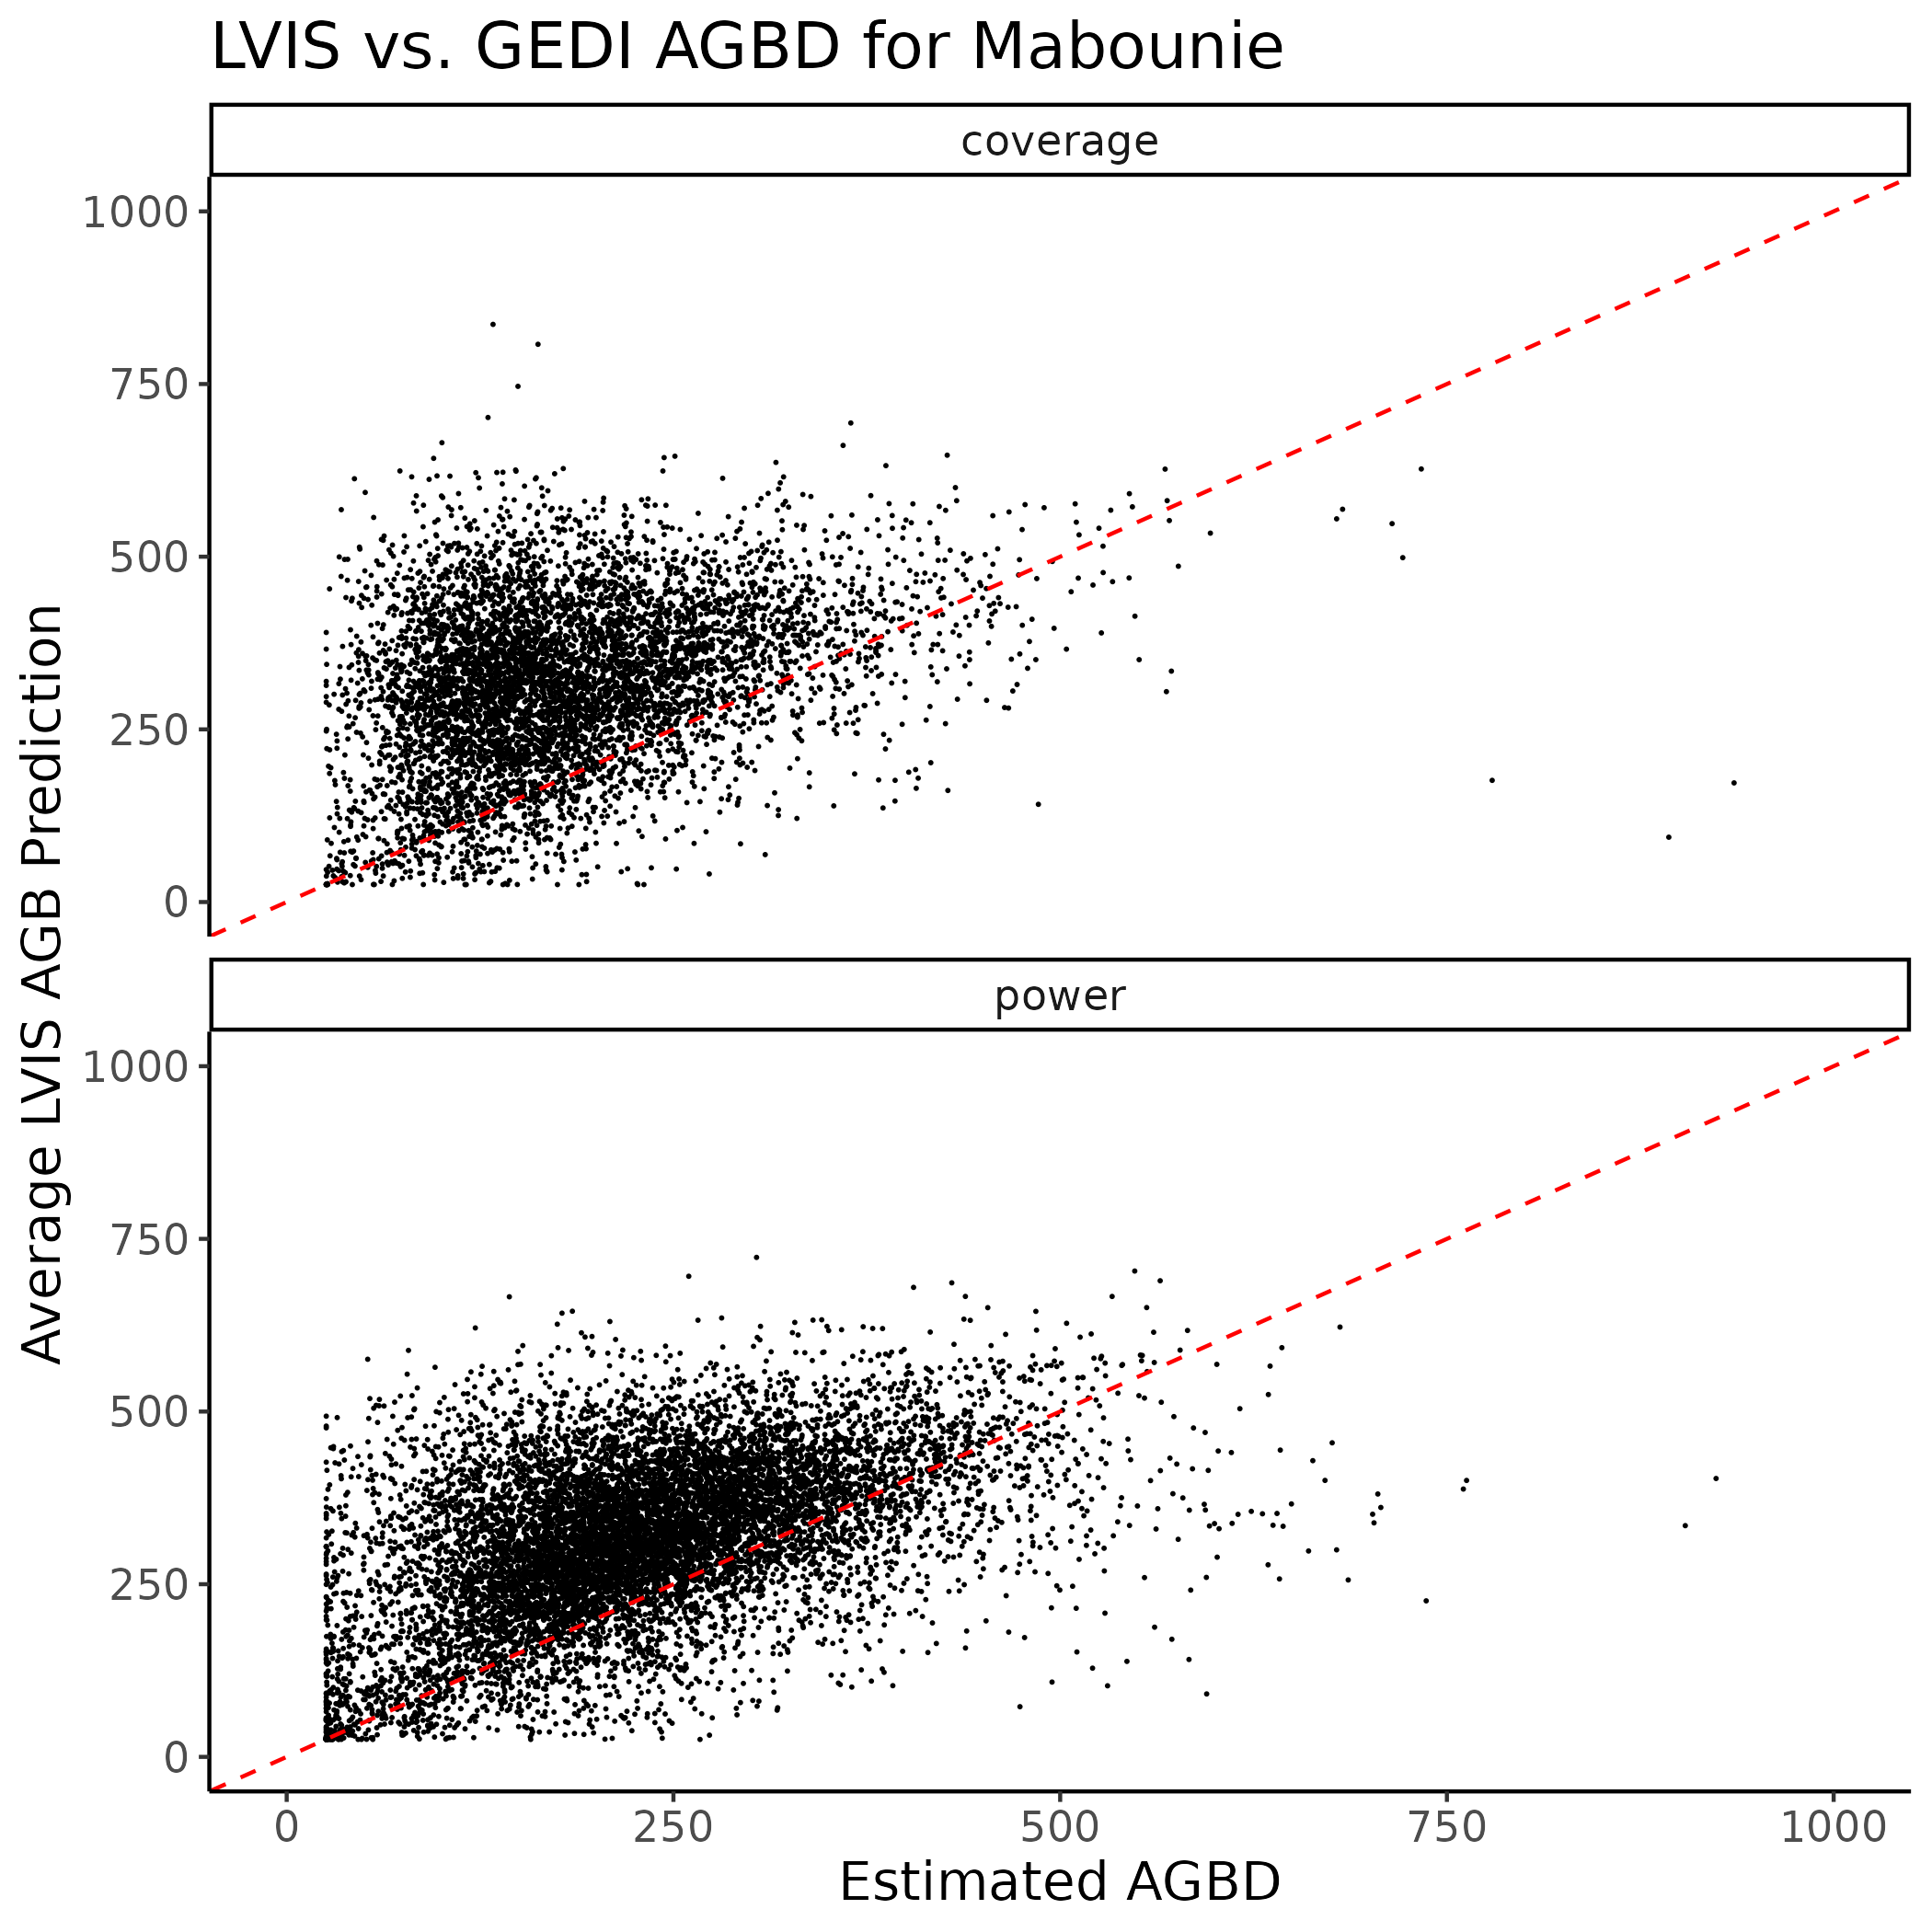 LVIS vs. GEDI AGBD for Mabounie
coverage
1000
750
500
250
0
Average LVIS AGB Prediction
power
1000
750
500
250
0
0 250 500 750 1000
Estimated AGBD